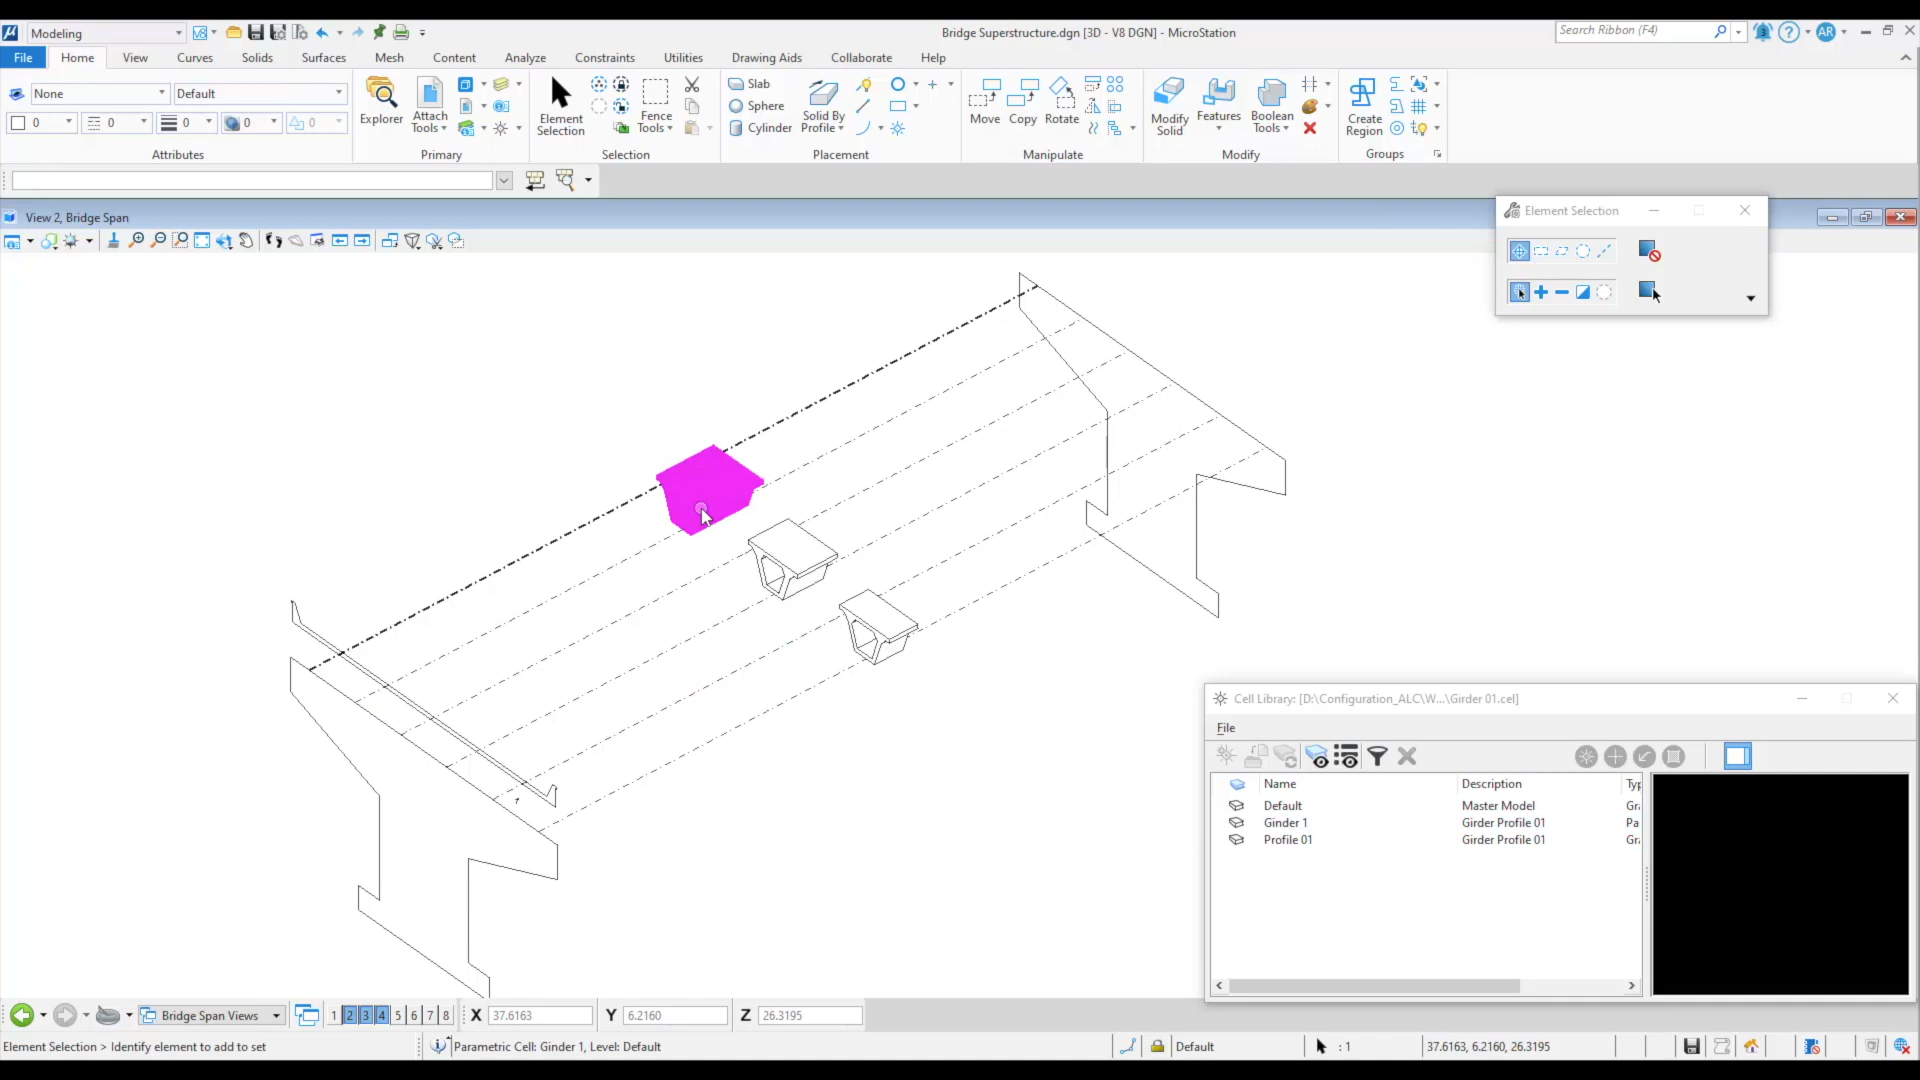 Modeling
Bridge Superstructure.dgn [3D - V8 DGN] - MicroStation
Search Ribbon (F4)
AR
File Home View Curves Solids Surfaces Mesh Content Analyze Constraints Utilities Drawing Aids Collaborate Help
None Default
0 0 0 0 0
Explorer
Attach Tools
Element Selection
Fence Tools
Slab
Sphere
Cylinder
Solid By Profile
Move Copy Rotate
Modify Solid
Features
Boolean Tools
Create Region
Attributes Primary Selection Placement Manipulate Modify Groups
View 2, Bridge Span
Element Selection
Cell Library: [D:\Configuration_ALC\W...\Girder 01.cel]
File
Name Description Typ
Default Master Model Gra
Ginder 1 Girder Profile 01 Pa
Profile 01 Girder Profile 01 Gra
Bridge Span Views 1 2 3 4 5 6 7 8 X 37.6163 Y 6.2160 Z 26.3195
Element Selection > Identify element to add to set
Parametric Cell: Ginder 1, Level: Default
Default
: 1
37.6163, 6.2160, 26.3195